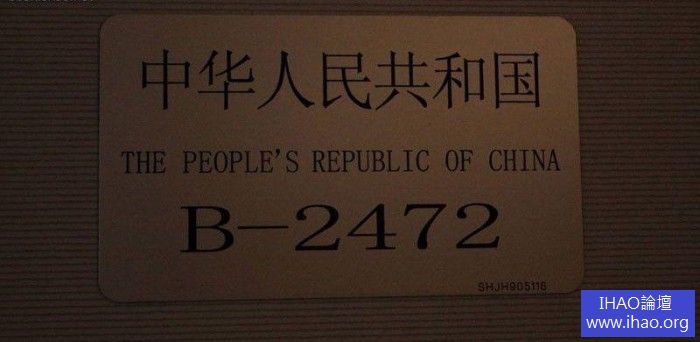 中华人民共和国
THE PEOPLE'S REPUBLIC OF CHINA
B-2472
SHJH905116
IHAO論壇
www.ihao.org